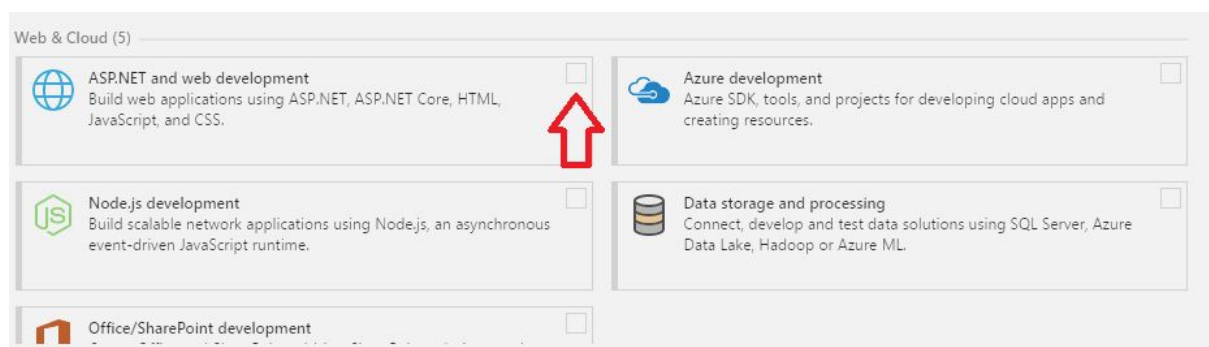 Web & Cloud (5)
ASP.NET and web development
Build web applications using ASP.NET, ASP.NET Core, HTML,
JavaScript, and CSS.
Azure development
Azure SDK, tools, and projects for developing cloud apps and
creating resources.
JS
Node.js development
Build scalable network applications using Node.js, an asynchronous
event-driven JavaScript runtime.
Data storage and processing
Connect, develop and test data solutions using SQL Server, Azure
Data Lake, Hadoop or Azure ML.
Office/SharePoint development